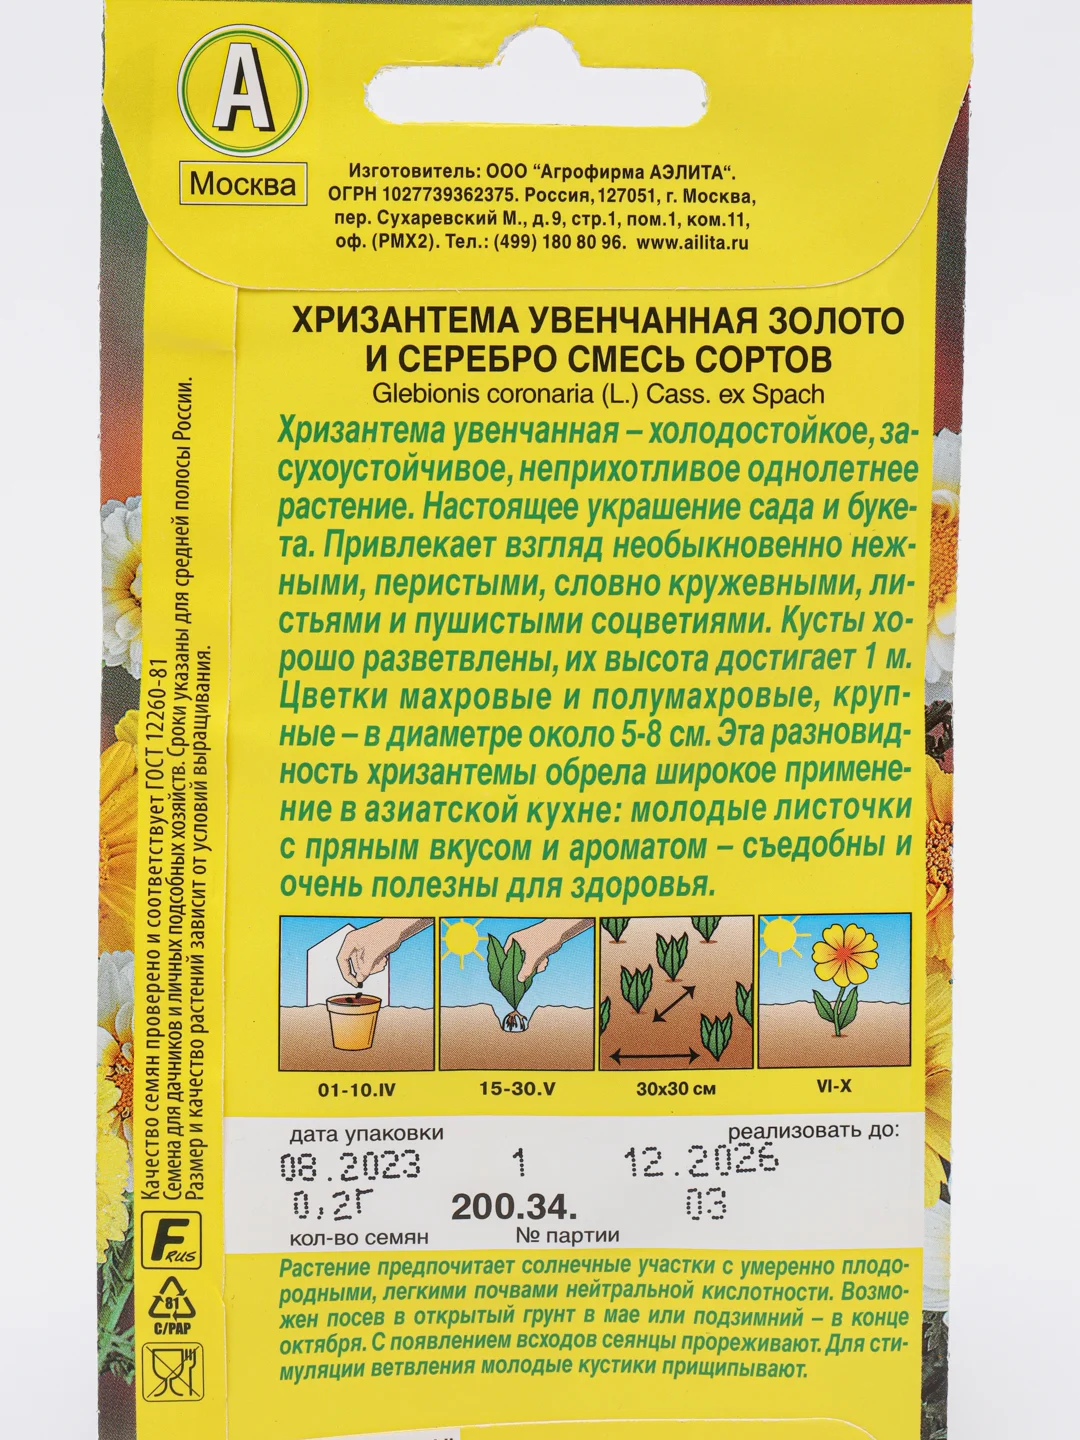 А
Москва
Изготовитель: ООО “Агрофирма АЭЛИТА“.
ОГРН 1027739362375. Россия, 127051, г. Москва,
пер. Сухаревский М., д.9, стр.1, пом.1, ком.11,
оф. (РМХ2). Тел.: (499) 180 80 96. www.ailita.ru
ХРИЗАНТЕМА УВЕНЧАННАЯ ЗОЛОТО
И СЕРЕБРО СМЕСЬ СОРТОВ
Glebionis coronaria (L.) Cass. ex Spach
Хризантема увенчанная – холодостойкое, за-
сухоустойчивое, неприхотливое однолетнее
растение. Настоящее украшение сада и буке-
та. Привлекает взгляд необыкновенно неж-
ными, перистыми, словно кружевными, ли-
стьями и пушистыми соцветиями. Кусты хо-
рошо разветвлены, их высота достигает 1 м.
Цветки махровые и полумахровые, круп-
ные – в диаметре около 5-8 см. Эта разновид-
ность хризантемы обрела широкое примене-
ние в азиатской кухне: молодые листочки
с пряным вкусом и ароматом – съедобны и
очень полезны для здоровья.
01-10.IV
15-30.V
30х30 см
VI-X
дата упаковки
реализовать до:
08.2023 1 12.2026
0,2Г 200.34. 03
кол-во семян
№ партии
Растение предпочитает солнечные участки с умеренно плодо-
родными, легкими почвами нейтральной кислотности. Возмо-
жен посев в открытый грунт в мае или подзимний – в конце
октября. С появлением всходов сеянцы прореживают. Для сти-
муляции ветвления молодые кустики прищипывают.
Качество семян проверено и соответствует ГОСТ 12260-81
Семена для дачников и личных подсобных хозяйств. Сроки указаны для средней полосы России.
Размер и качество растений зависит от условий выращивания.
F RUS
81
C/PAP